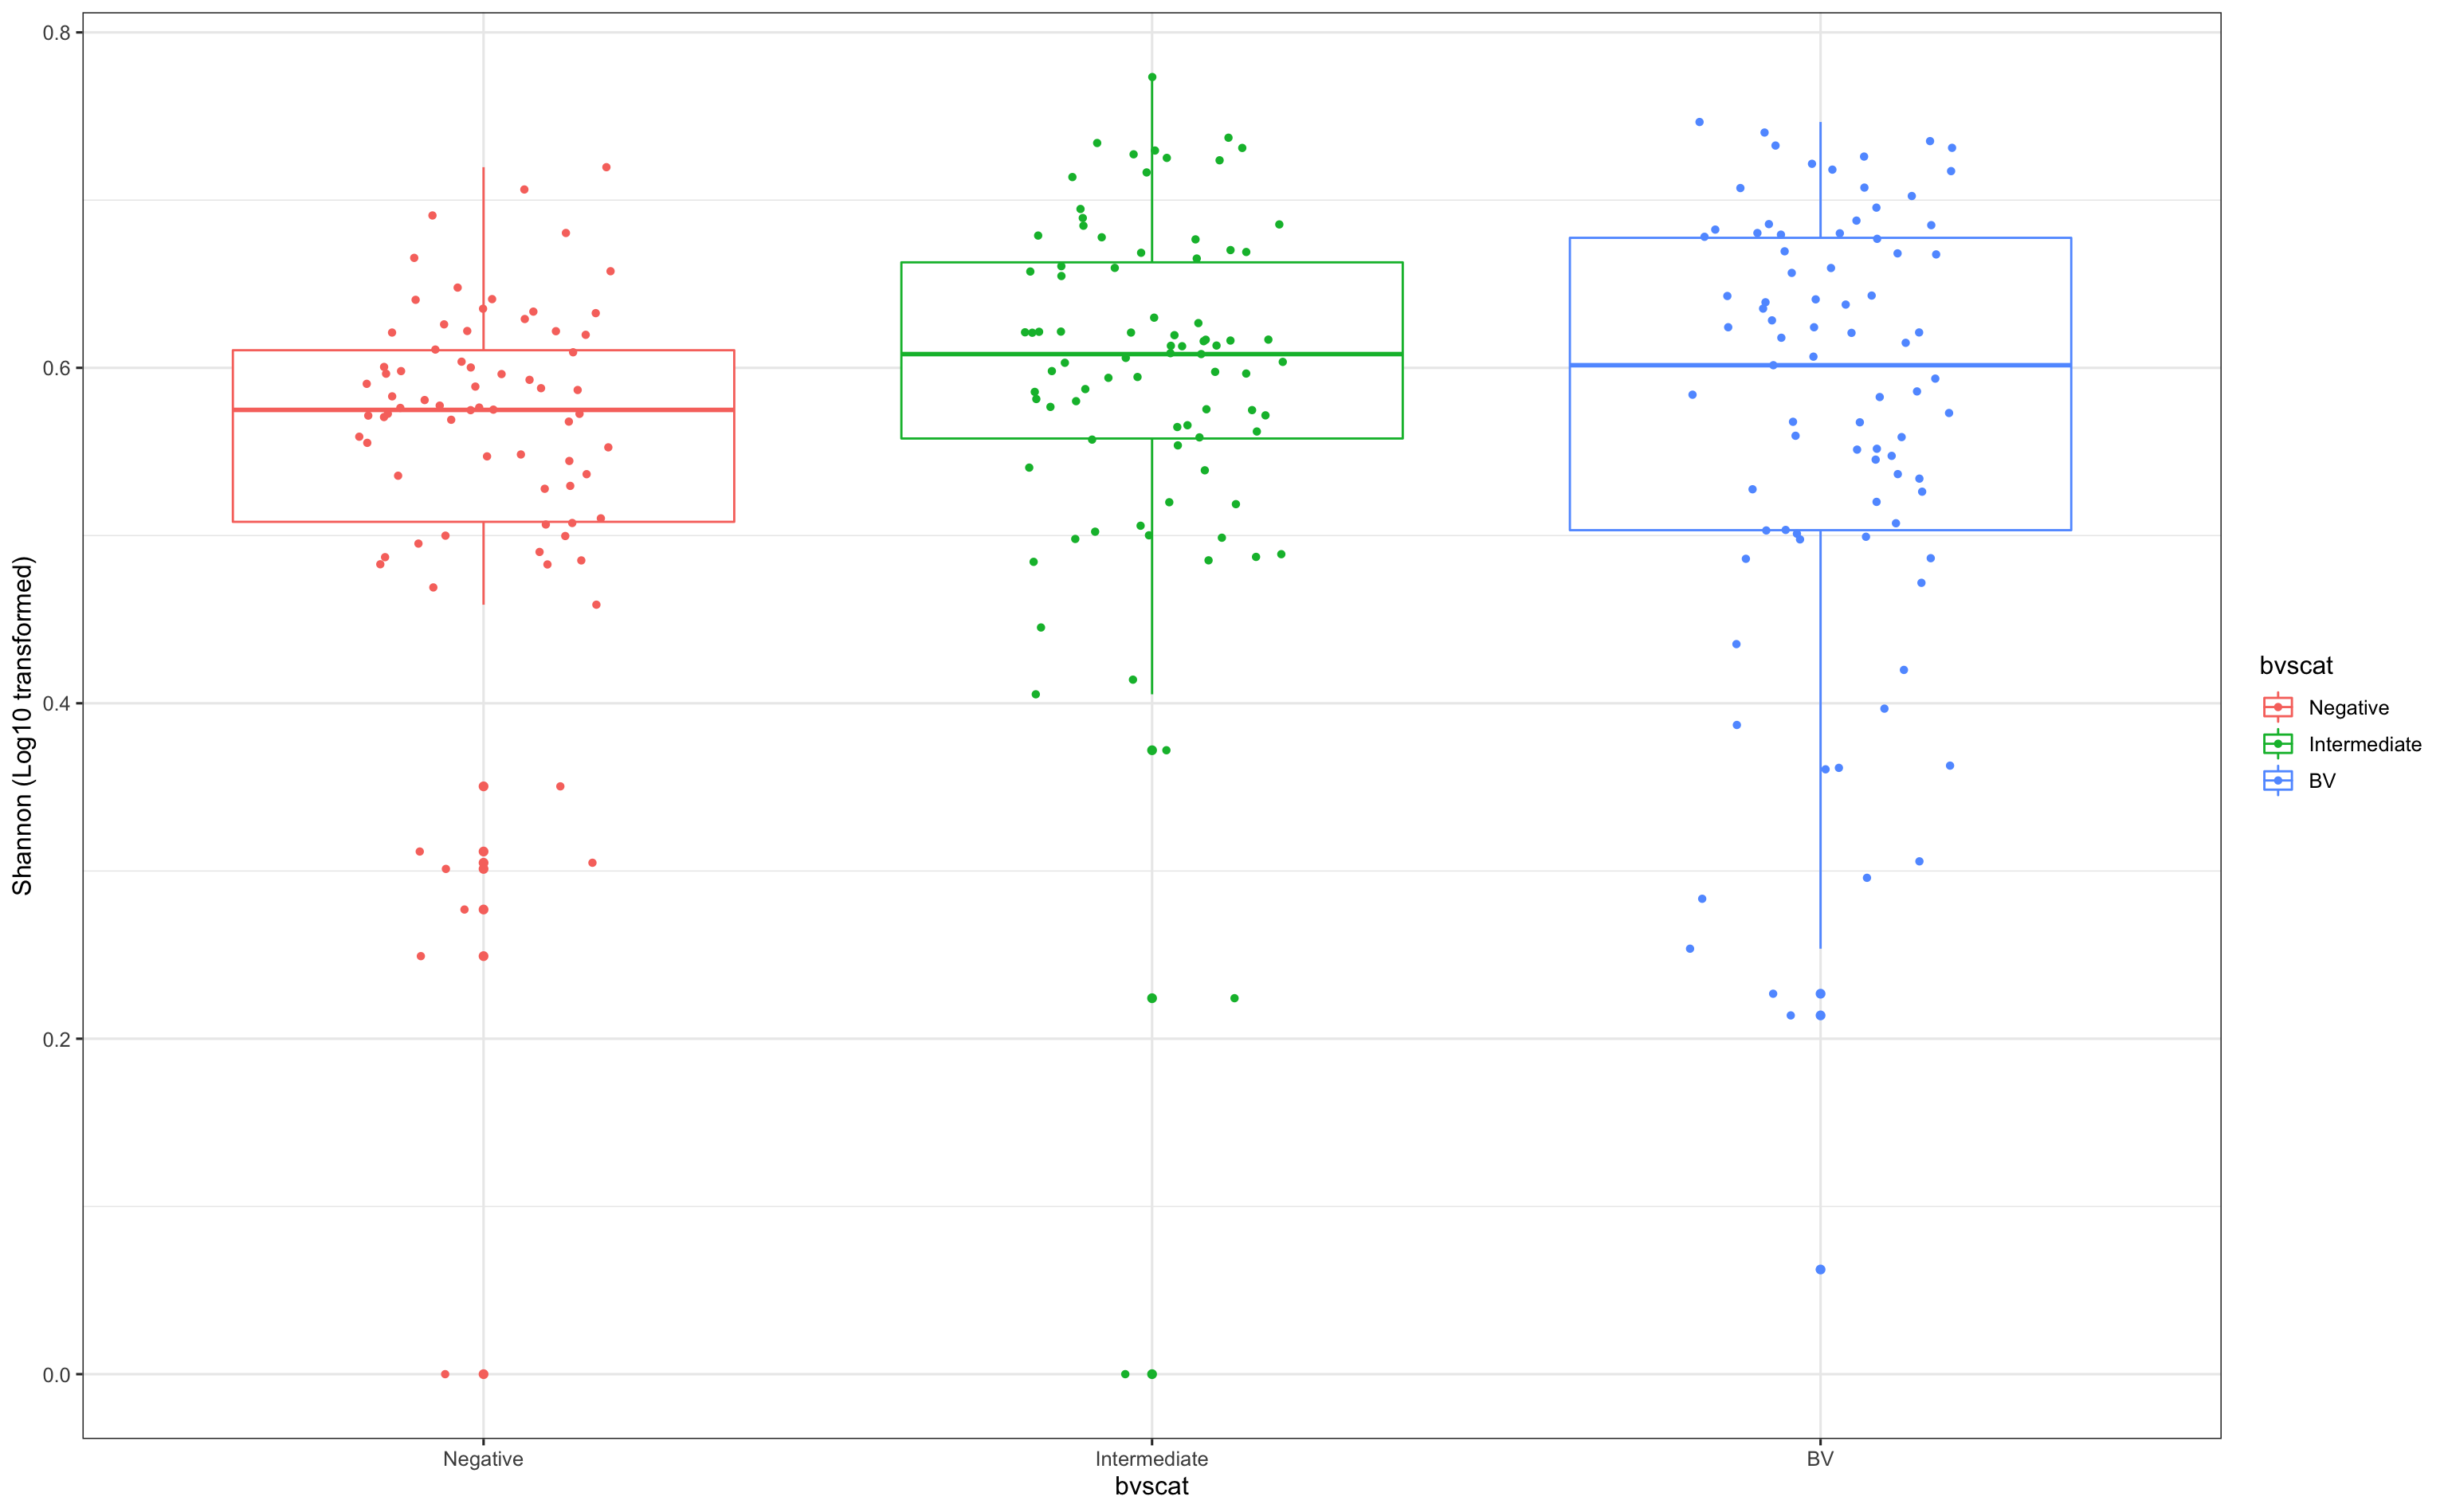 Shannon (Log10 transformed)
0.8
0.6
0.4
0.2
0.0
Negative
Intermediate
BV
bvscat
bvscat
Negative
Intermediate
BV